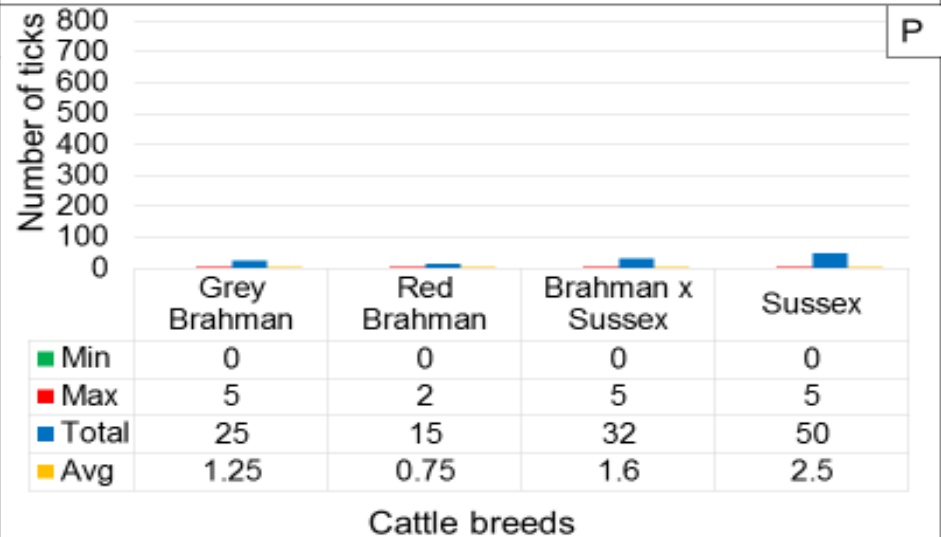 P
Number of ticks
800
700
600
500
400
300
200
100
0
Grey Brahman Red Brahman Brahman x Sussex Sussex
Min 0 0 0 0
Max 5 2 5 5
Total 25 15 32 50
Avg 1.25 0.75 1.6 2.5
Cattle breeds